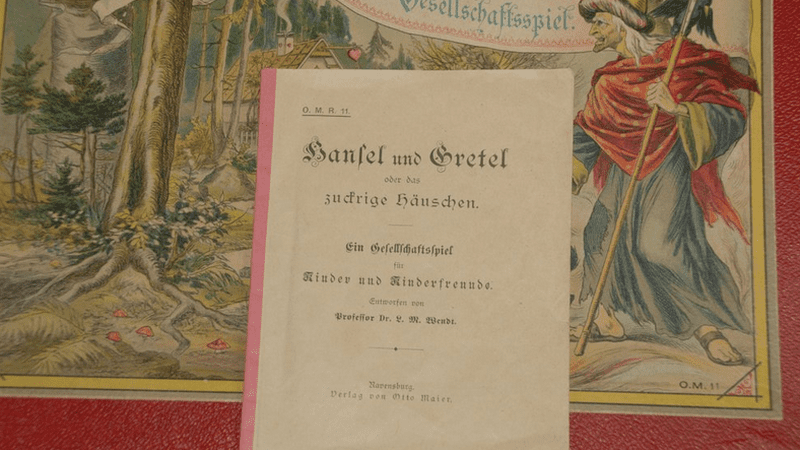 Gesellschaftsspiel.
O. M. R. 11.
Hansel und Gretel
oder das
zuckrige Häuschen.
Ein Gesellschaftsspiel
für
Kinder und Kinderfreunde.
Entworfen von
Professor Dr. L. M. Wendt.
Ravensburg.
Verlag von Otto Maier.
O.M. 11